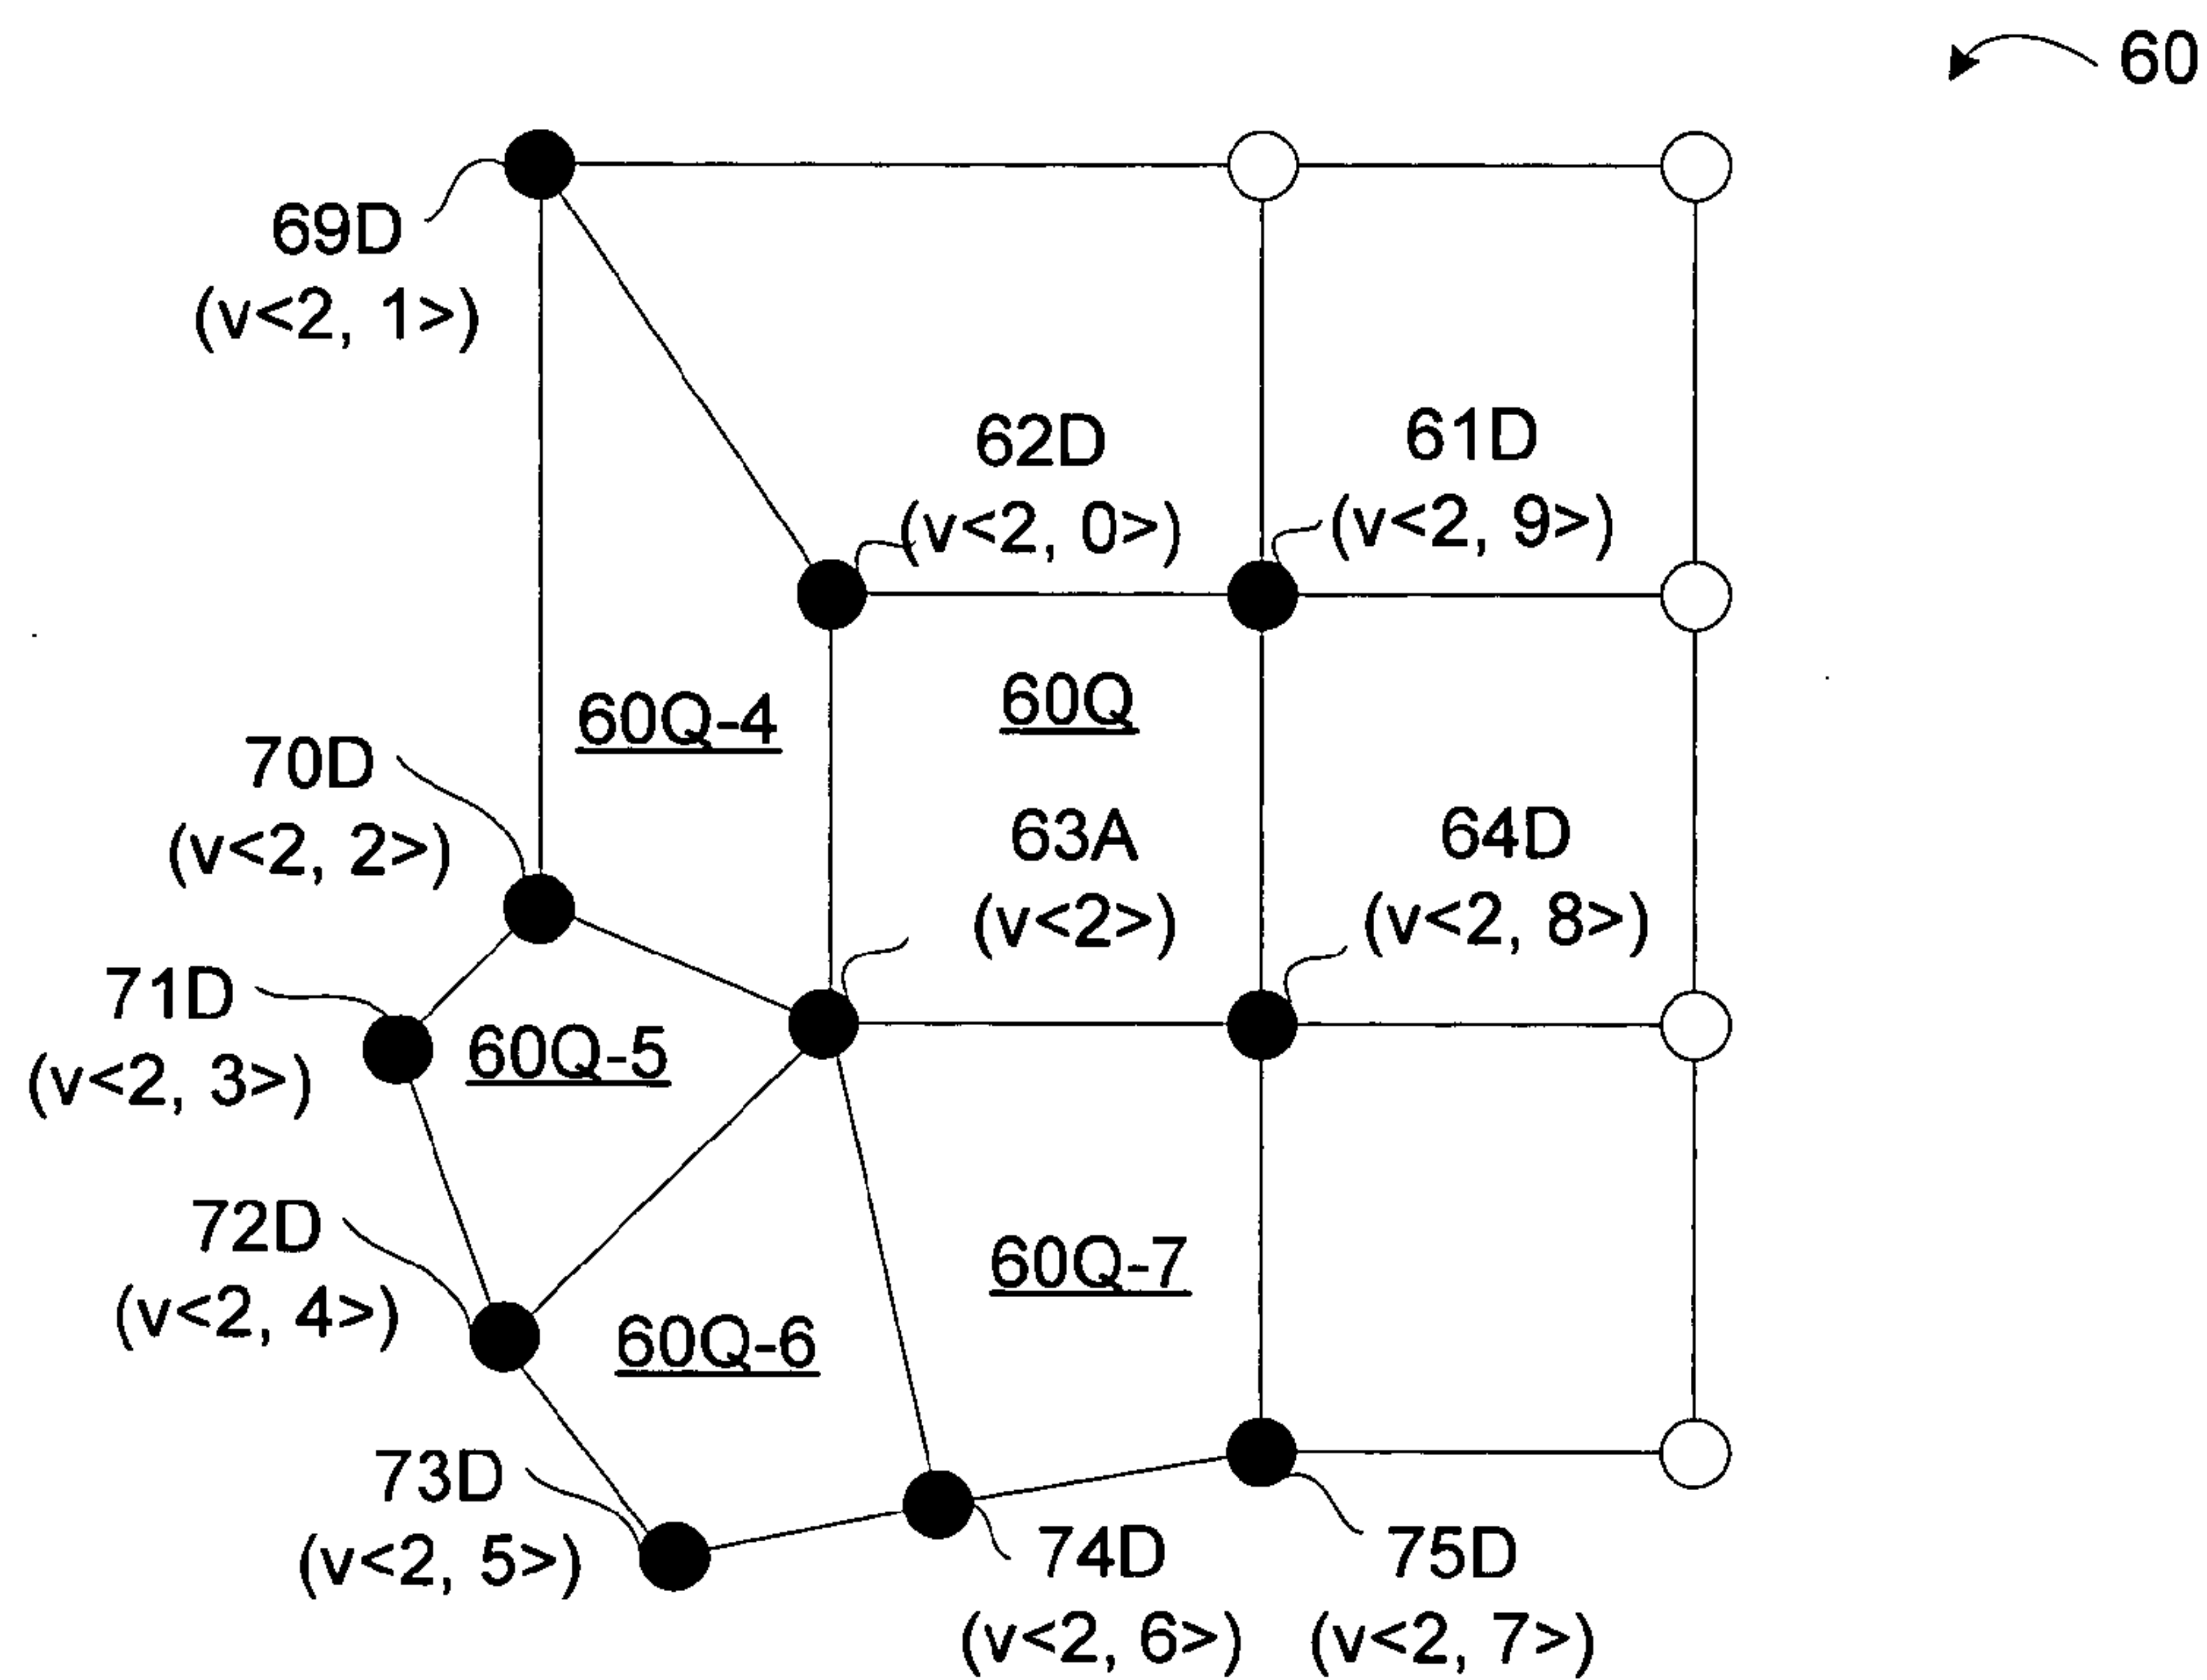 60
69D
(v<2, 1>)
62D
(v<2, 0>)
61D
(v<2, 9>)
60Q-4
60Q
70D
(v<2, 2>)
63A
(v<2>)
64D
(v<2, 8>)
71D
(v<2, 3>)
60Q-5
72D
(v<2, 4>)
60Q-6
60Q-7
73D
(v<2, 5>)
74D
(v<2, 6>)
75D
(v<2, 7>)